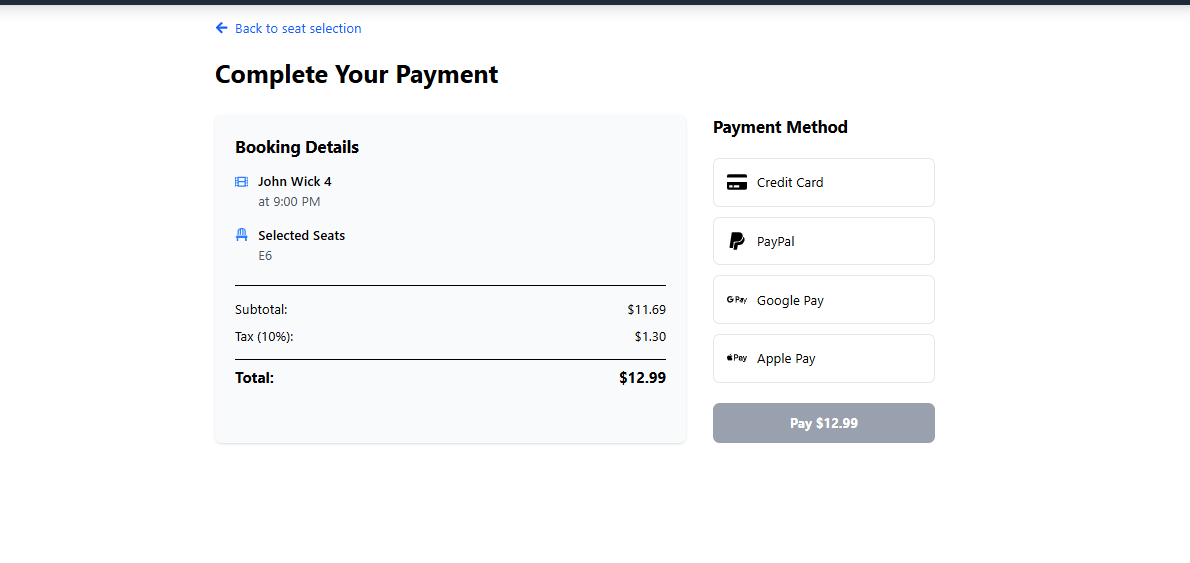 Back to seat selection
Complete Your Payment
Booking Details
John Wick 4
at 9:00 PM
Selected Seats
E6
Subtotal: $11.69
Tax (10%): $1.30
Total: $12.99
Payment Method
Credit Card
PayPal
G Pay Google Pay
Pay Apple Pay
Pay $12.99